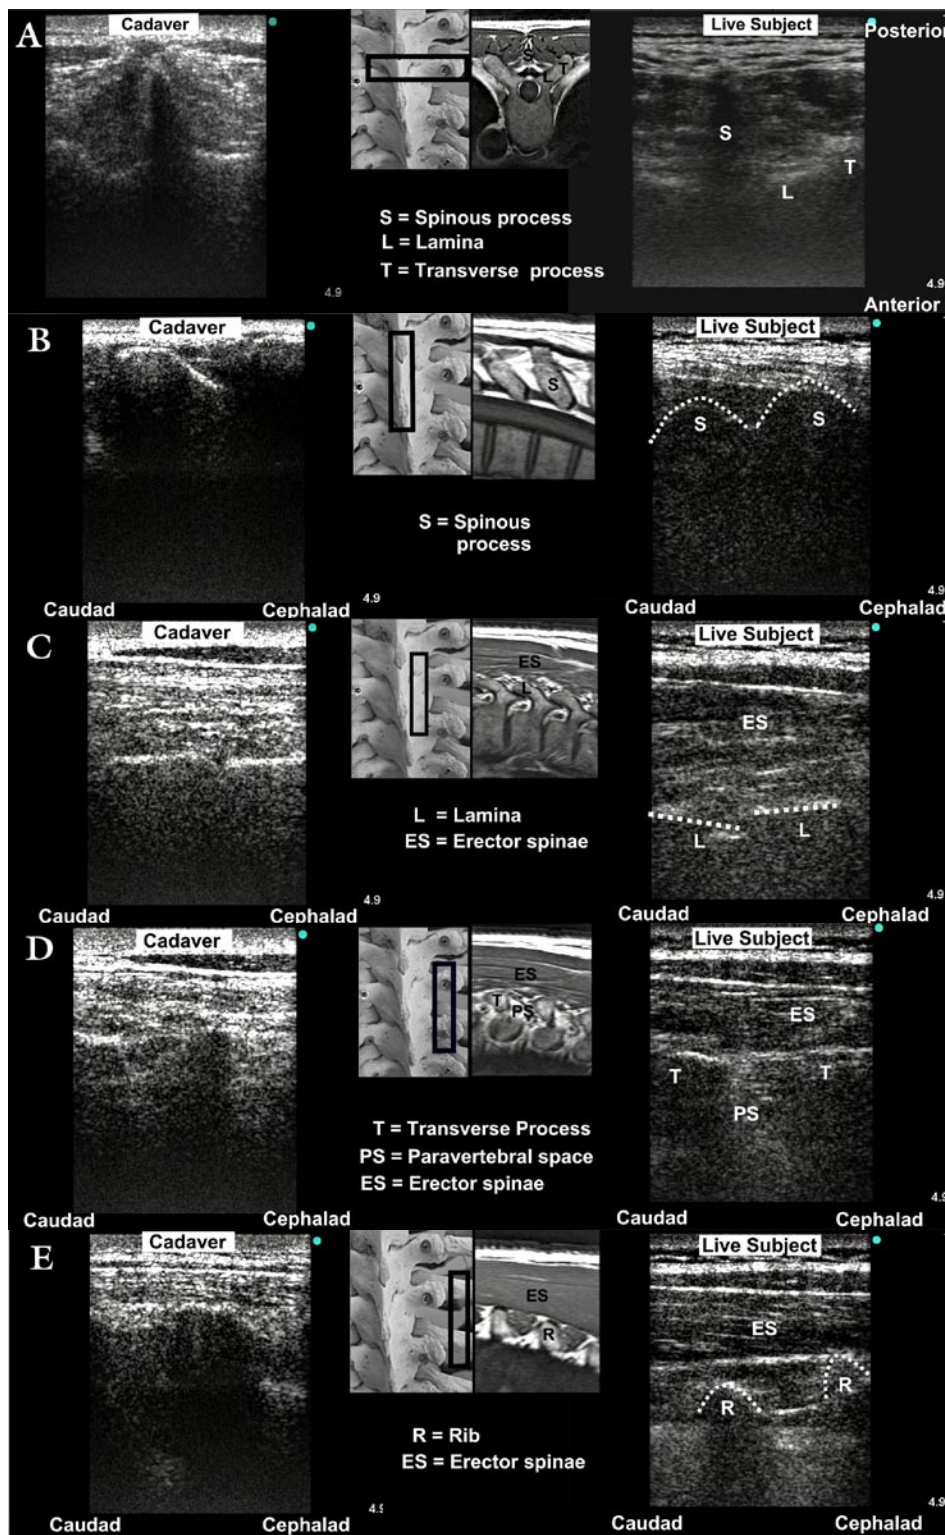 A
Cadaver
Live Subject
Posterior
S
T
L
S
L
T
S = Spinous process
L = Lamina
T = Transverse process
4.9
4.9
Anterior
B
Cadaver
Live Subject
S
S
S
S = Spinous
process
4.9
4.9
Caudad
Cephalad
Caudad
Cephalad
C
Cadaver
Live Subject
ES
L
ES
L
L
L = Lamina
ES = Erector spinae
4.9
4.9
Caudad
Cephalad
Caudad
Cephalad
D
Cadaver
Live Subject
ES
T
PS
ES
T
T
PS
T = Transverse Process
PS = Paravertebral space
ES = Erector spinae
4.9
Caudad
Cephalad
Caudad
Cephalad
E
Cadaver
Live Subject
ES
R
ES
R
R
R = Rib
ES = Erector spinae
4.9
4.9
Caudad
Cephalad
Caudad
Cephalad